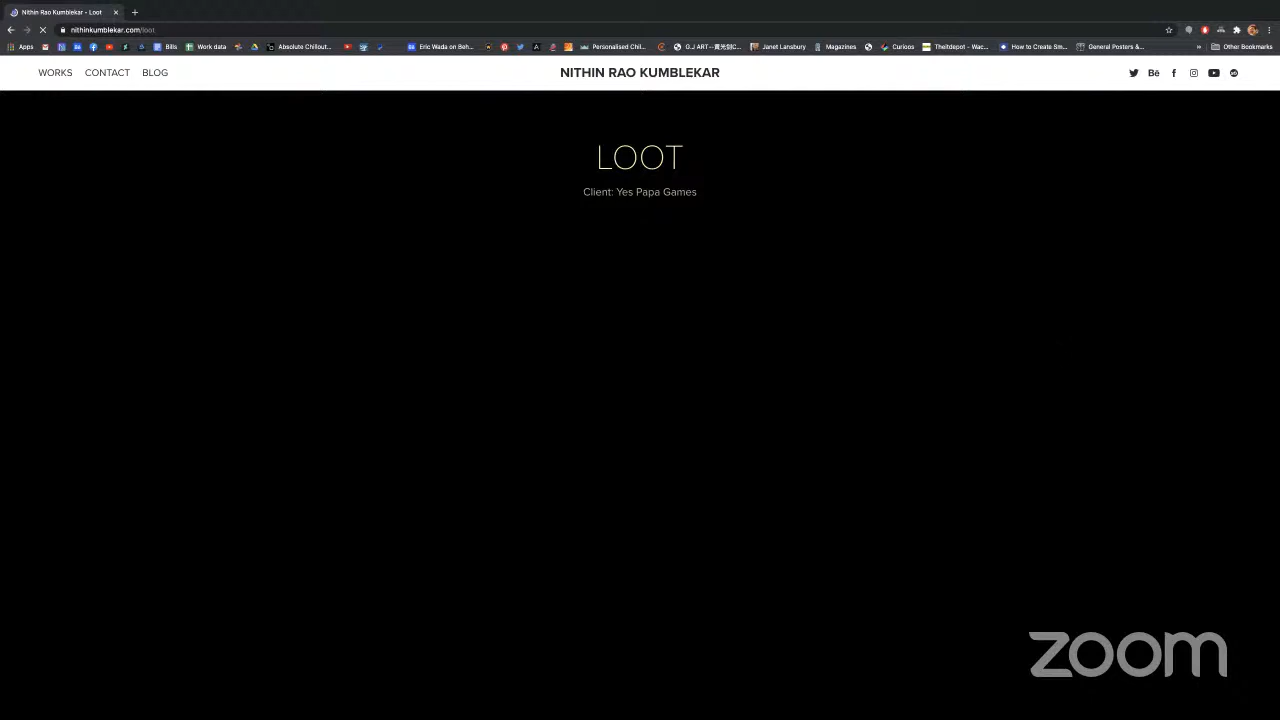 Nithin Rao Kumblekar - Loot
nithinkumblekar.com/loot
Apps Bills Work data Absolute Chillout... Eric Wada on Beh... Personalised Chil... Janet Lansbury Magazines Curioos Theitdepot - Wac... How to Create Sm... General Posters &... » Other Bookmarks
WORKS CONTACT BLOG NITHIN RAO KUMBLEKAR Bē
LOOT
Client: Yes Papa Games
zoom